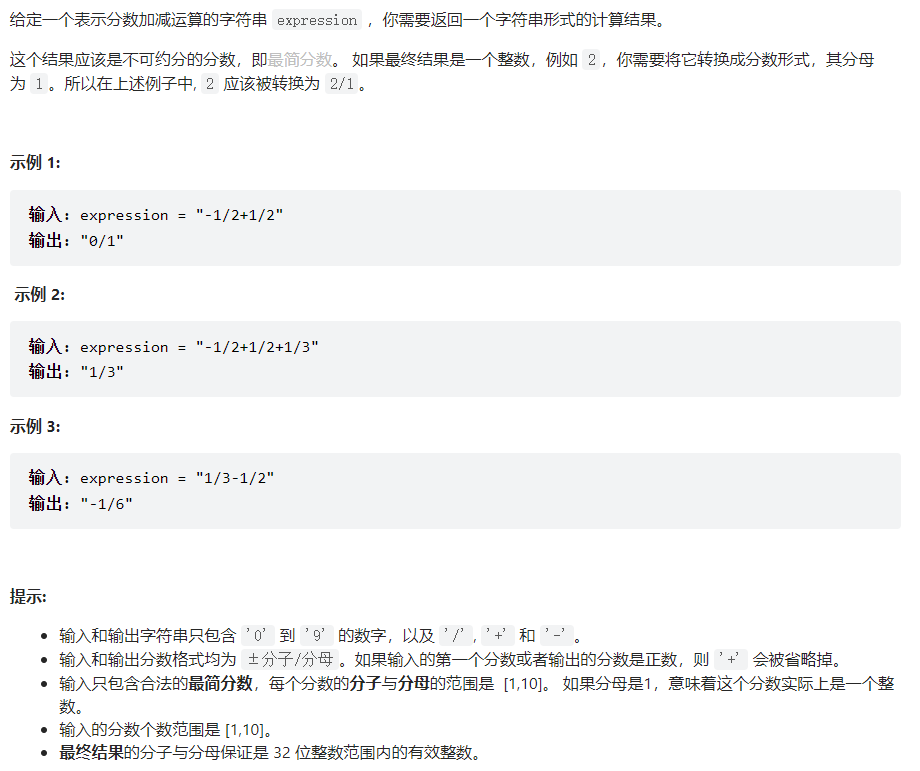 给定一个表示分数加减运算的字符串 expression ，你需要返回一个字符串形式的计算结果。
这个结果应该是不可约分的分数，即最简分数。 如果最终结果是一个整数，例如 2 ，你需要将它转换成分数形式，其分母
为 1 。所以在上述例子中, 2 应该被转换为 2/1 。
示例 1:
输入: expression = "-1/2+1/2"
输出: "0/1"
示例 2:
输入: expression = "-1/2+1/2+1/3"
输出: "1/3"
示例 3:
输入: expression = "1/3-1/2"
输出: "-1/6"
提示:
• 输入和输出字符串只包含 '0' 到 '9' 的数字，以及 '/' , '+' 和 '-' 。
• 输入和输出分数格式均为 ±分子/分母 。如果输入的第一个分数或者输出的分数是正数，则 '+' 会被省略掉。
• 输入只包含合法的最简分数，每个分数的分子与分母的范围是 [1,10]。 如果分母是1，意味着这个分数实际上是一个整
数。
• 输入的分数个数范围是 [1,10]。
• 最终结果的分子与分母保证是 32 位整数范围内的有效整数。